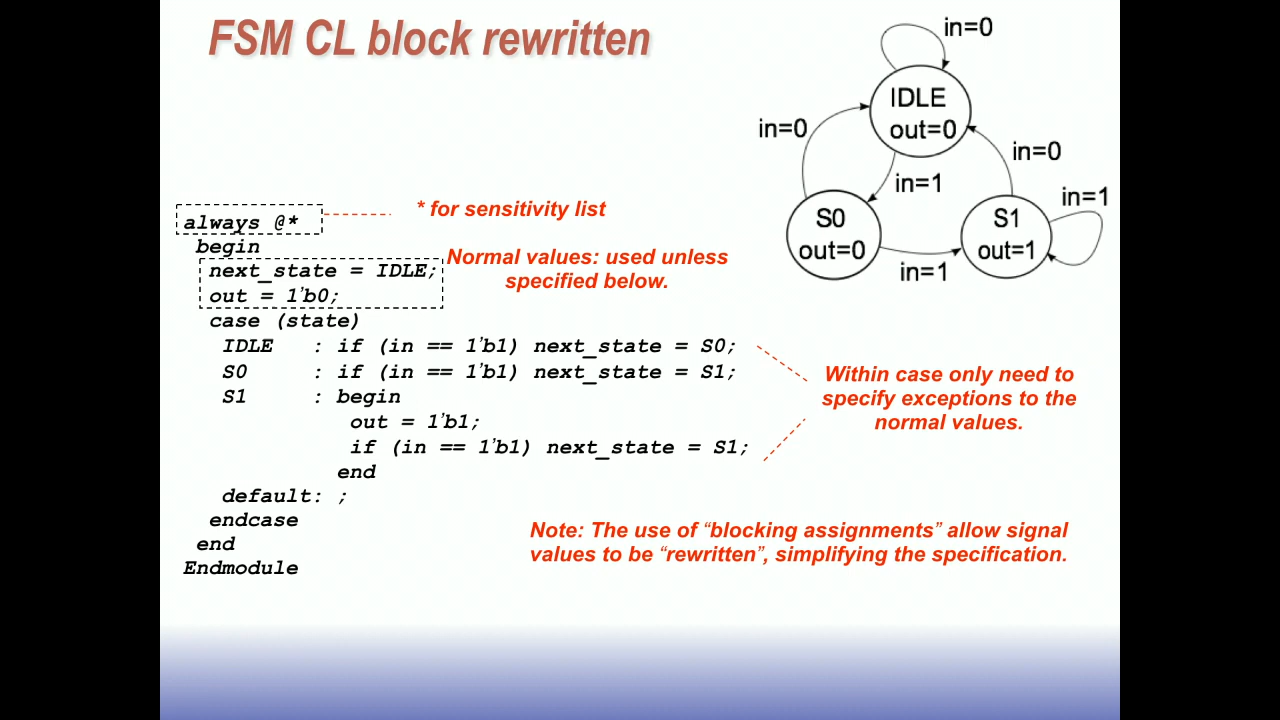 FSM CL block rewritten
in=0
IDLE
out=0
in=0
in=0
in=1
in=1
S0
out=0
S1
out=1
in=1
always @*
* for sensitivity list
begin
next_state = IDLE;
out = 1’b0;
Normal values: used unless
specified below.
case (state)
IDLE : if (in == 1’b1) next_state = S0;
S0 : if (in == 1’b1) next_state = S1;
S1 : begin
out = 1’b1;
if (in == 1’b1) next_state = S1;
end
default: ;
endcase
end
Endmodule
Within case only need to
specify exceptions to the
normal values.
Note: The use of “blocking assignments” allow signal
values to be “rewritten”, simplifying the specification.